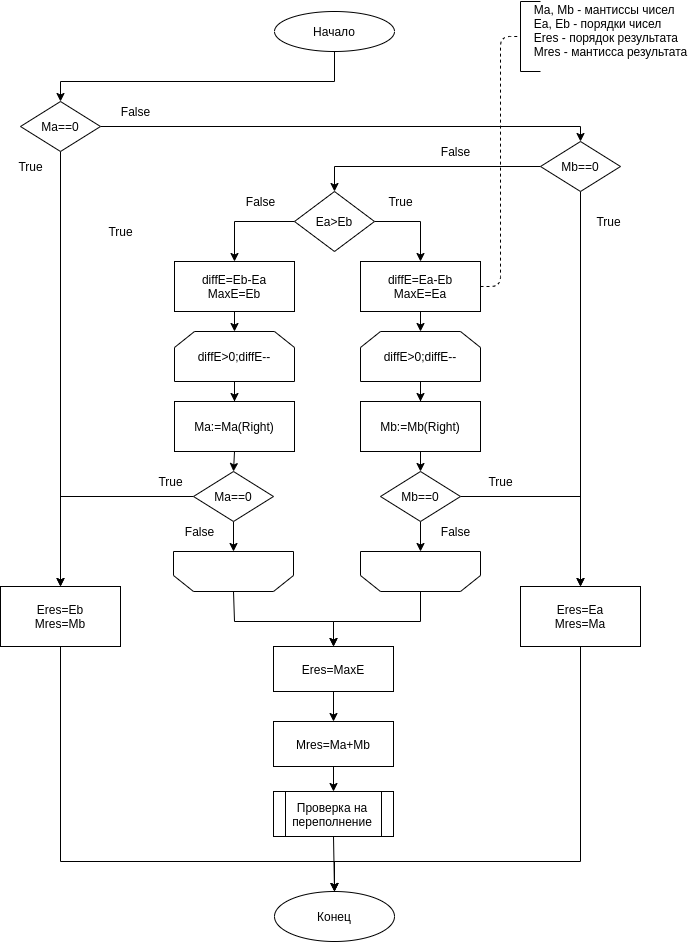 Начало
Ma, Mb - мантиссы чисел
Ea, Eb - порядки чисел
Eres - порядок результата
Mres - мантисса результата
Ma==0
False
True
Mb==0
False
True
True
Ea>Eb
False
True
diffE=Eb-Ea
MaxE=Eb
diffE=Ea-Eb
MaxE=Ea
diffE>0;diffE--
diffE>0;diffE--
Ma:=Ma(Right)
Mb:=Mb(Right)
True
Ma==0
Mb==0
True
False
False
Eres=Eb
Mres=Mb
Eres=Ea
Mres=Ma
Eres=MaxE
Mres=Ma+Mb
Проверка на
переполнение
Конец